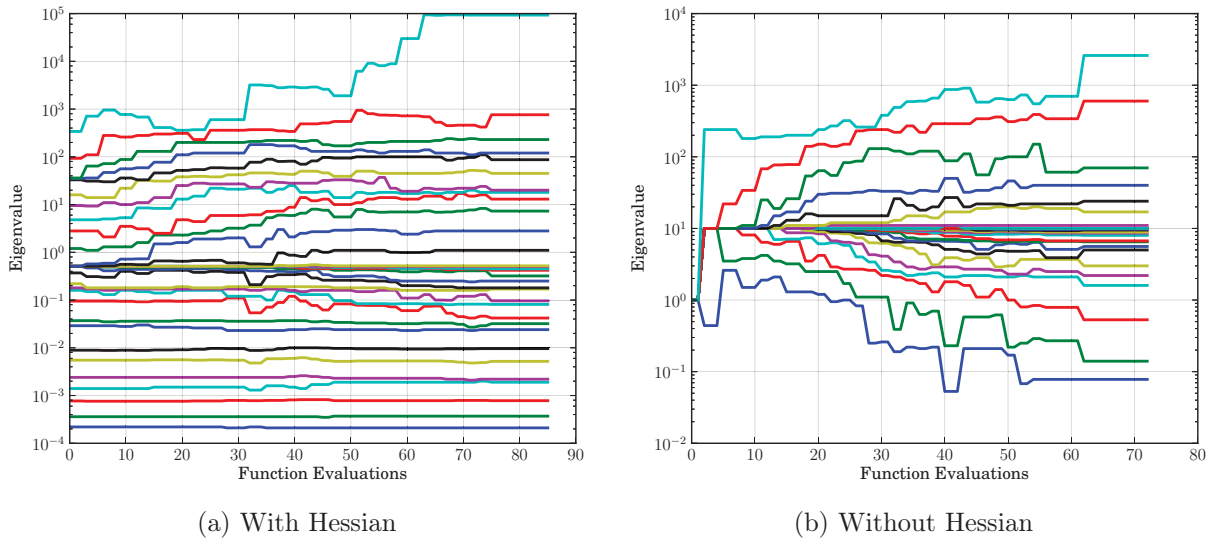 10^5
10^4
10^3
10^2
10^1
10^0
10^-1
10^-2
10^-3
10^-4
Eigenvalue
0 10 20 30 40 50 60 70 80 90
Function Evaluations
(a) With Hessian
10^4
10^3
10^2
10^1
10^0
10^-1
10^-2
Eigenvalue
0 10 20 30 40 50 60 70 80
Function Evaluations
(b) Without Hessian